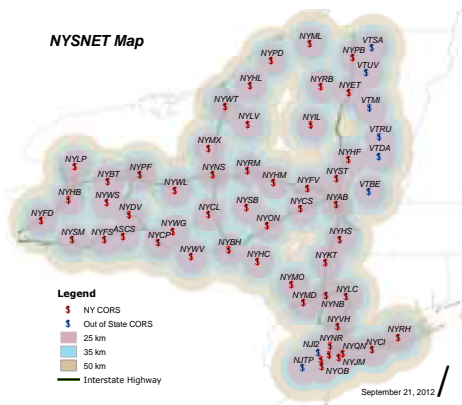 NYSNET Map
NYML
NYPD
NYPB
VTSA
VTUV
NYHL
NYRB
NYET
NYWT
VTMI
NYLV
NYIL
VTRU
NYMX
VTDA
NYHF
NYLP
NYBT
NYPF
NYNS
NYRM
NYST
NYWL
NYHM
NYFV
VTBE
NYHB
NYWS
NYFD
NYDV
NYCL
NYSB
NYCS
NYAB
NYSM
NYFS
ASCS
NYCP
NYWG
NYON
NYHS
NYWV
NYBH
NYHC
NYKT
NYMO
NYMD
NYLC
NYNB
NYVH
NYRH
NYNR
NJI2
NYQN
NYCI
NJTP
NYJM
NYOB
Legend
NY CORS
Out of State CORS
25 km
35 km
50 km
Interstate Highway
September 21, 2012